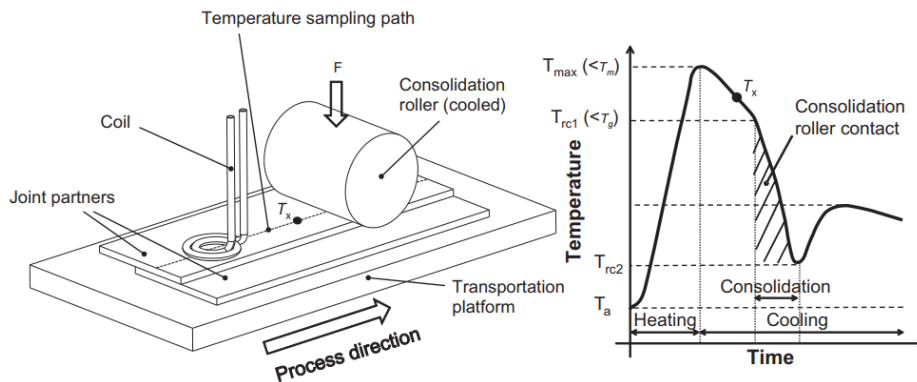 Temperature sampling path
F
Consolidation
roller (cooled)
Coil
Joint partners
Tx
Transportation
platform
Process direction
Temperature
Tmax (<Tm)
Tx
Trc1 (<Tg)
Consolidation
roller contact
Trc2
Consolidation
Ta
Heating
Cooling
Time